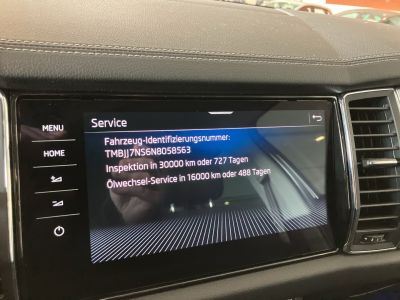 Service
Fahrzeug-Identifizierungsnummer:
TMBJJ7NS6N8058563
Inspektion in 30000 km oder 727 Tagen
Ölwechsel-Service in 16000 km oder 488 Tagen
MENU
HOME